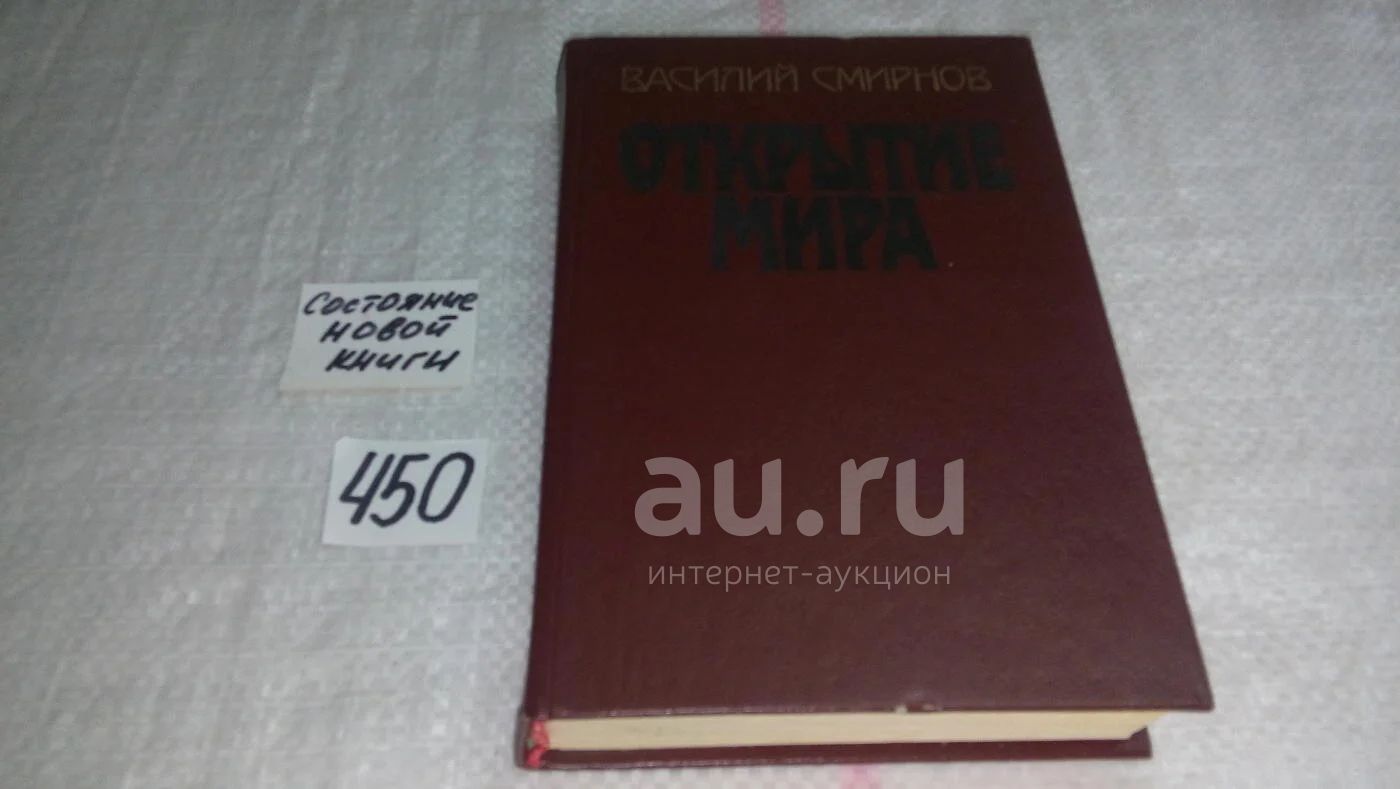 ВАСИЛИЙ СМИРНОВ
ОТКРЫТИЕ
МИРА
Состояние
новой
книги
450
au.ru
интернет-аукцион